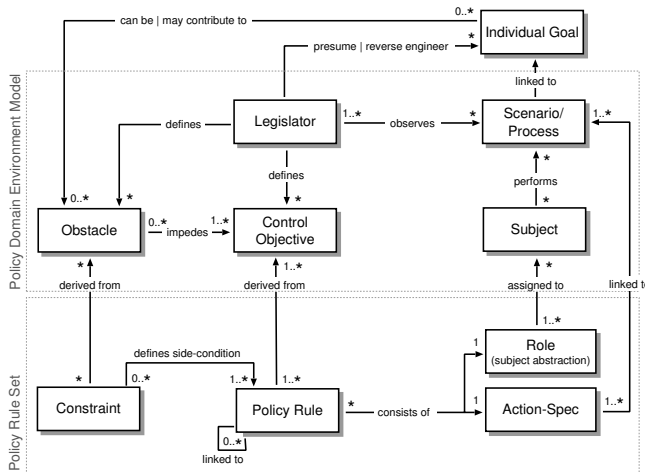 0..*
can be | may contribute to
Individual Goal
presume | reverse engineer
*
linked to
Policy Domain Environment Model
Legislator
1..*
observes
*
Scenario/
Process
1..*
defines
*
defines
performs
*
0..*
*
*
Obstacle
0..*
impedes
1..*
Control
Objective
Subject
*
1..*
*
derived from
derived from
assigned to
linked to
Policy Rule Set
1..*
Role
(subject abstraction)
1
defines side-condition
*
0..*
1..*
1..*
Constraint
Policy Rule
*
consists of
1
Action-Spec
1..*
0..*
linked to